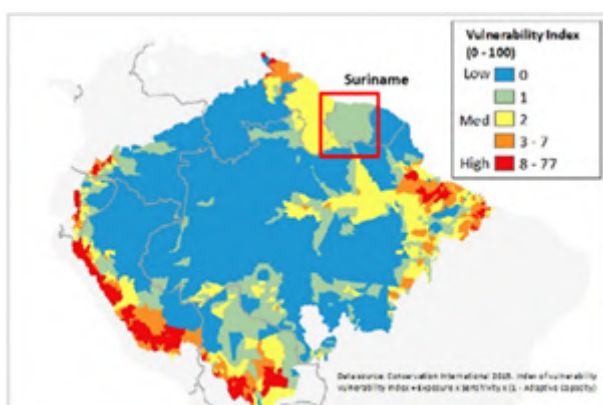 Vulnerability Index
(0 - 100)
Low 0
1
Med 2
3 - 7
High 8 - 77
Suriname
Data source: Conservation International 2015. Index of vulnerability
Vulnerability Index = Exposure x Sensitivity x (1 - Adaptive Capacity)